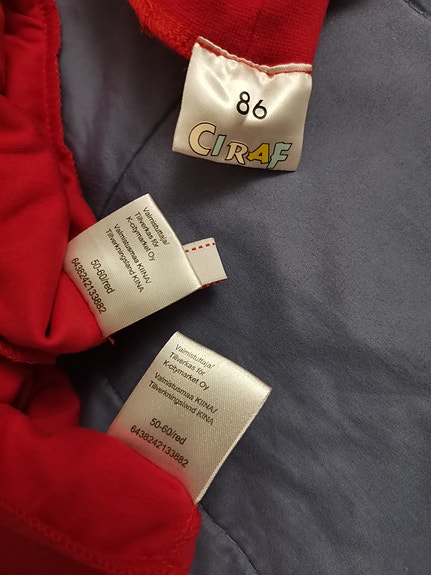 86
CIRAF
Valmistuttaja/
Tillverkas för
K-citymarket Oy
Valmistusmaa KIINA/
Tillverkningsland KINA
50-60/red
6438242133882
Valmistuttaja/
Tillverkas för
K-citymarket Oy
Valmistusmaa KIINA/
Tillverkningsland KINA
50-60/red
6438242133882